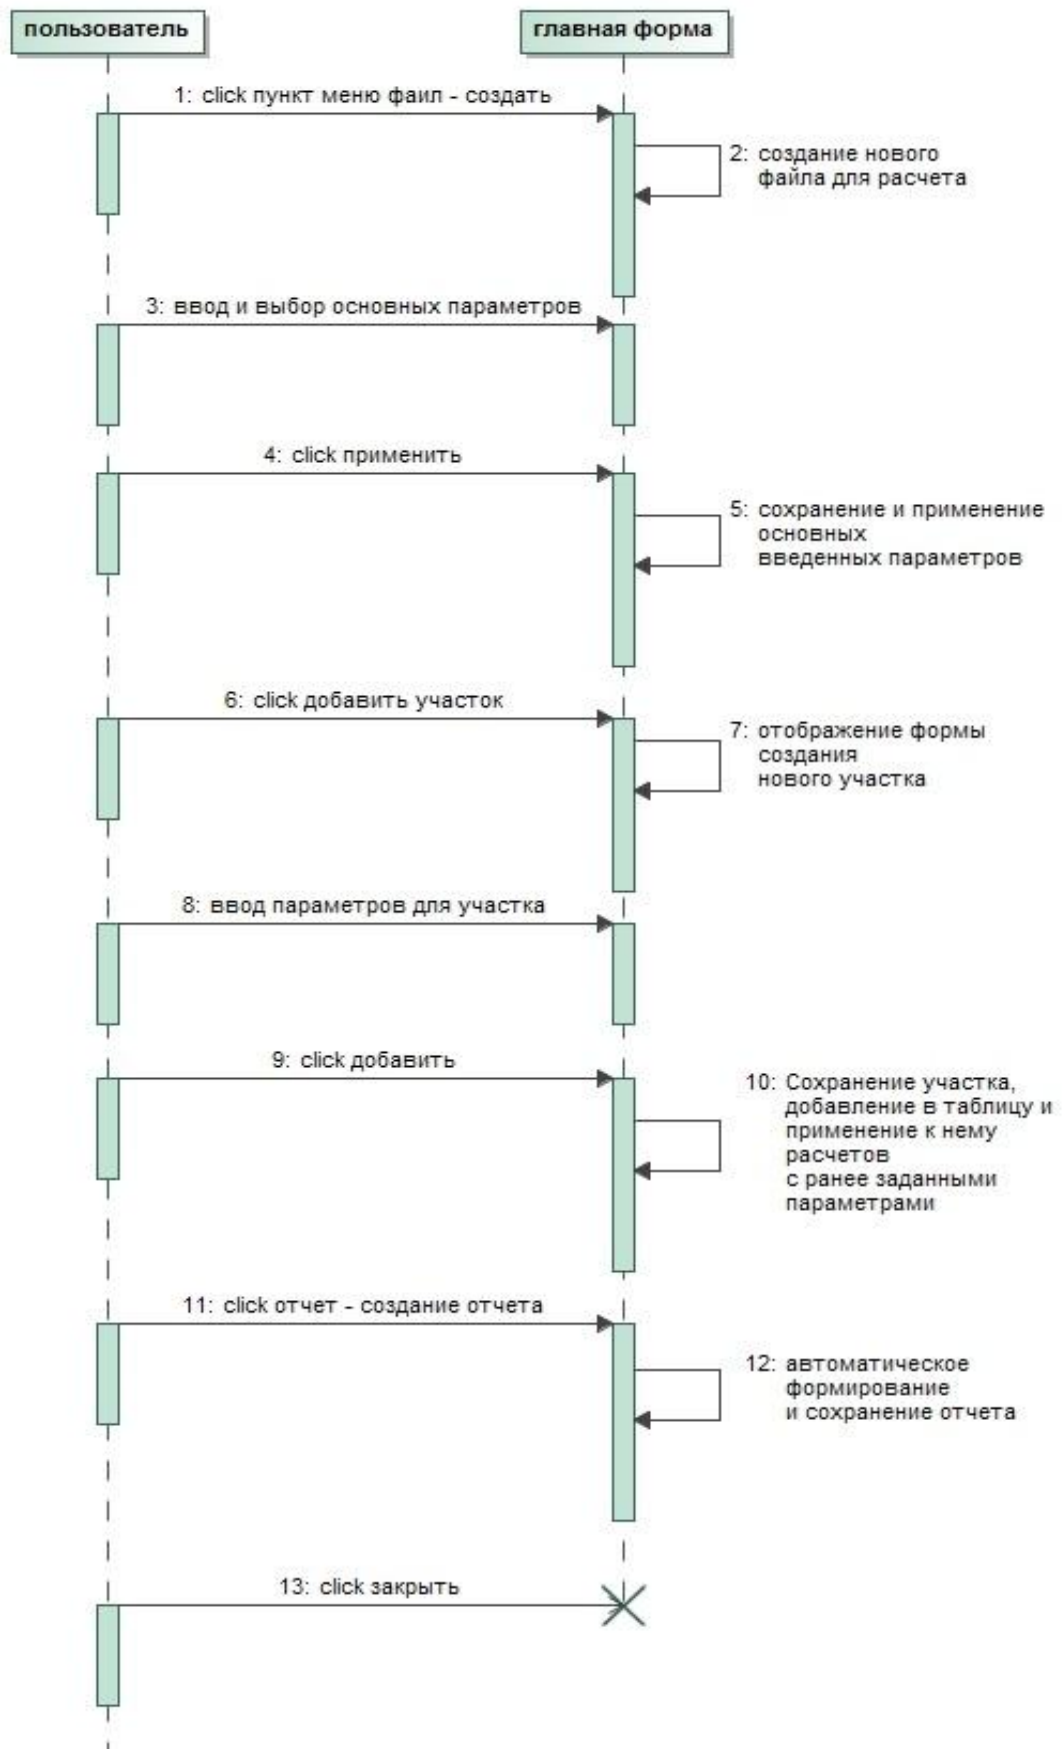 пользователь
главная форма
1: click пункт меню фаил - создать
2: создание нового
файла для расчета
3: ввод и выбор основных параметров
4: click применить
5: сохранение и применение
основных
введенных параметров
6: click добавить участок
7: отображение формы
создания
нового участка
8: ввод параметров для участка
9: click добавить
10: Сохранение участка,
добавление в таблицу и
применение к нему
расчетов
с ранее заданными
параметрами
11: click отчет - создание отчета
12: автоматическое
формирование
и сохранение отчета
13: click закрыть